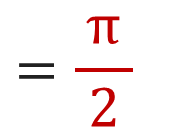 = π/2